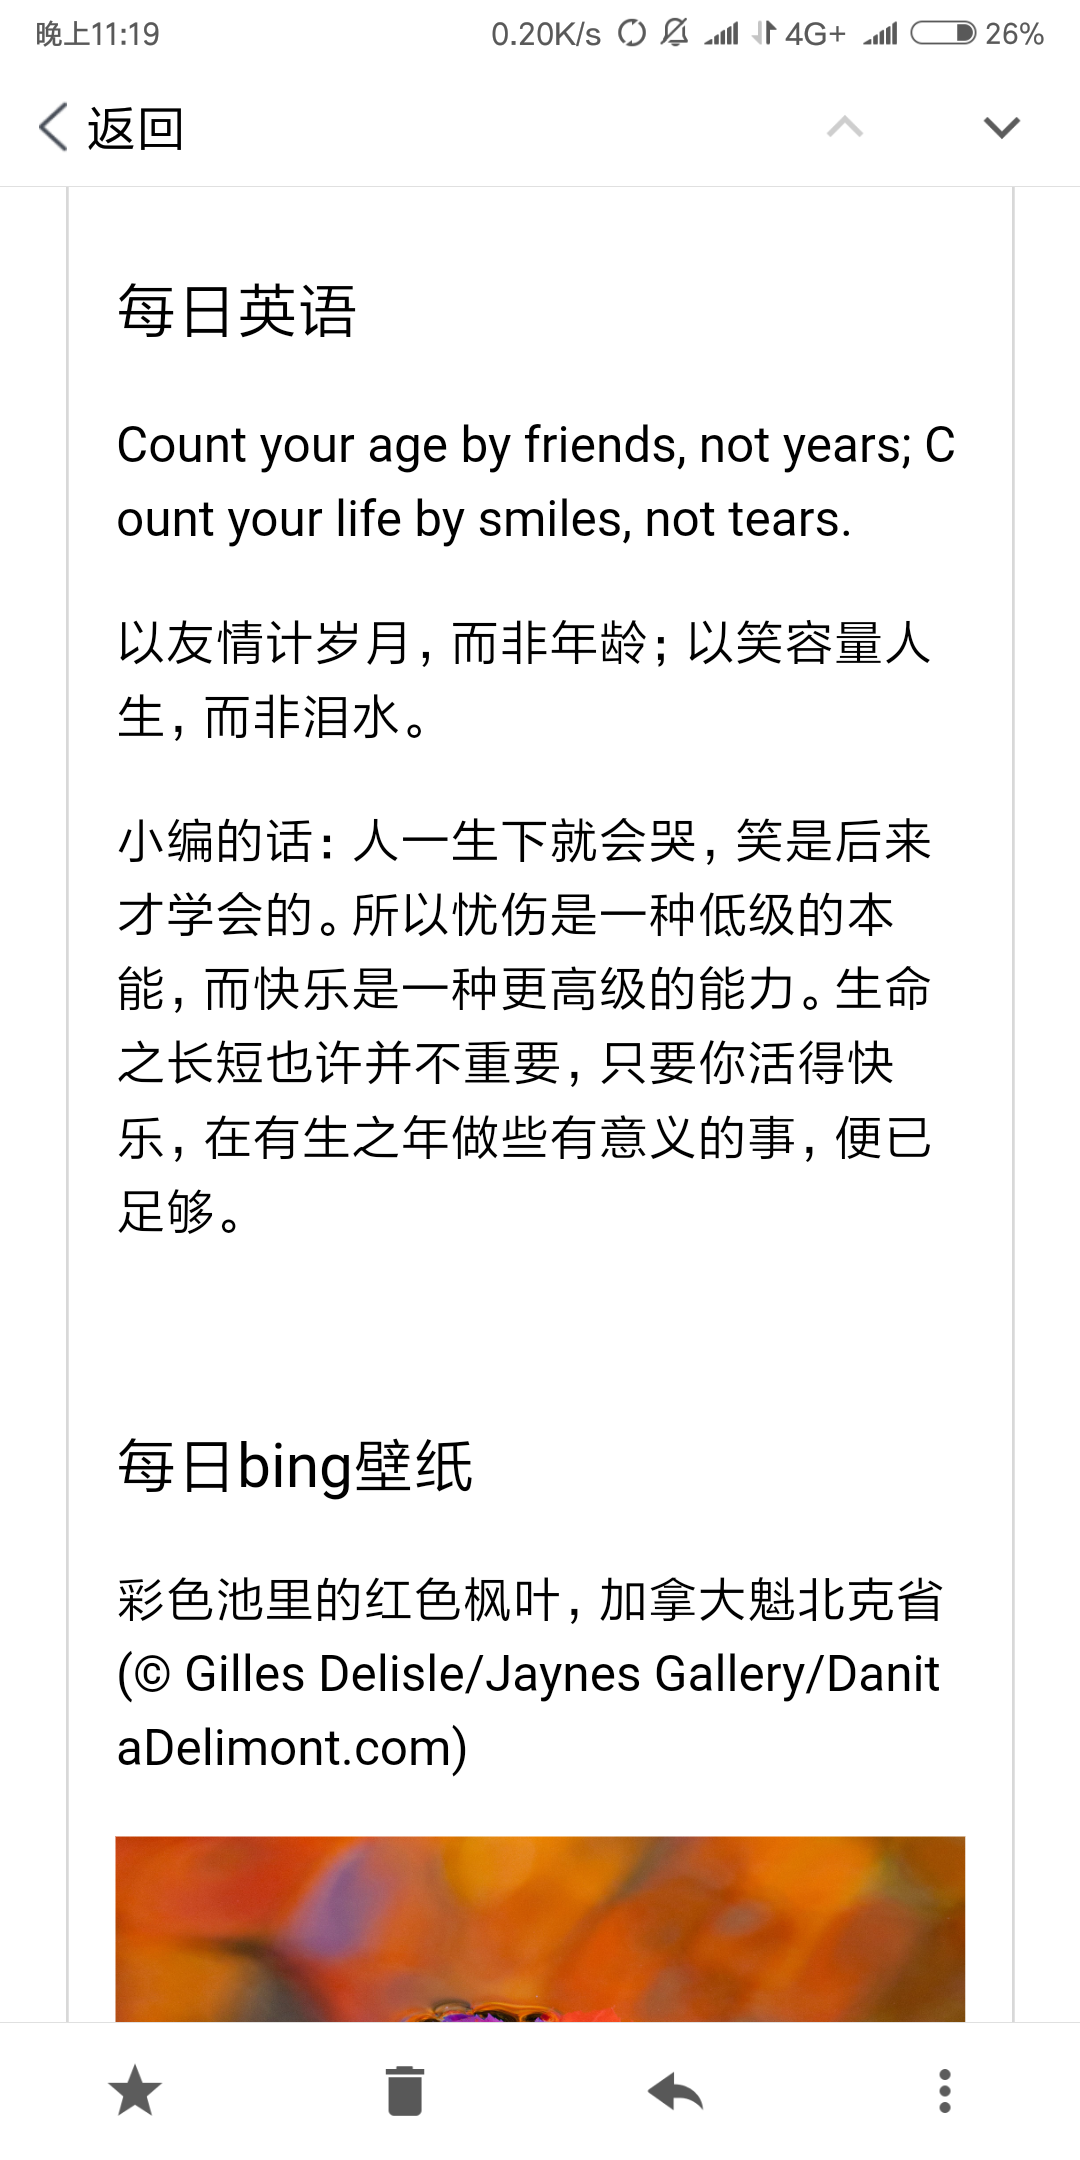 晚上11:19 0.20K/s 4G+ 26%
返回
每日英语
Count your age by friends, not years; C
ount your life by smiles, not tears.
以友情计岁月，而非年龄；以笑容量人
生，而非泪水。
小编的话：人一生下就会哭，笑是后来
才学会的。所以忧伤是一种低级的本
能，而快乐是一种更高级的能力。生命
之长短也许并不重要，只要你活得快
乐，在有生之年做些有意义的事，便已
足够。
每日bing壁纸
彩色池里的红色枫叶，加拿大魁北克省
(© Gilles Delisle/Jaynes Gallery/Danit
aDelimont.com)